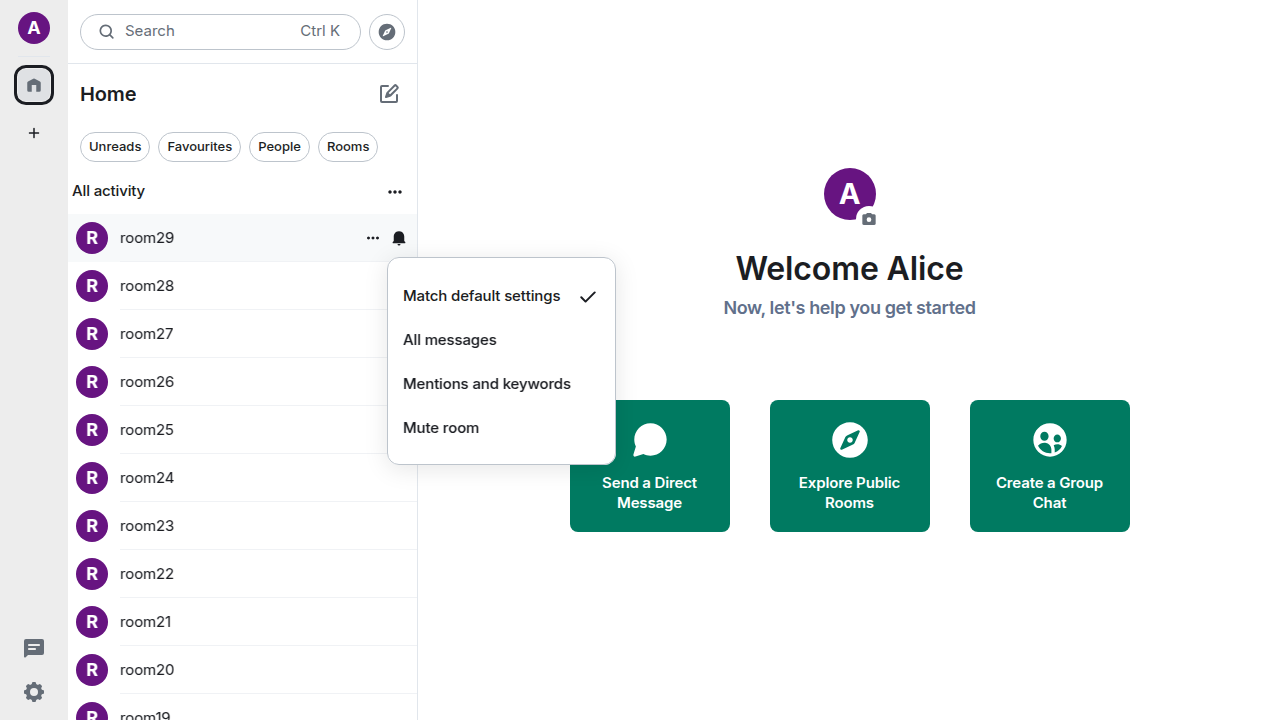 A
Search Ctrl K
Home
Unreads Favourites People Rooms
All activity
R room29
R room28
R room27
R room26
R room25
R room24
R room23
R room22
R room21
R room20
R room19
Match default settings
All messages
Mentions and keywords
Mute room
A
Welcome Alice
Now, let's help you get started
Send a Direct
Message
Explore Public
Rooms
Create a Group
Chat